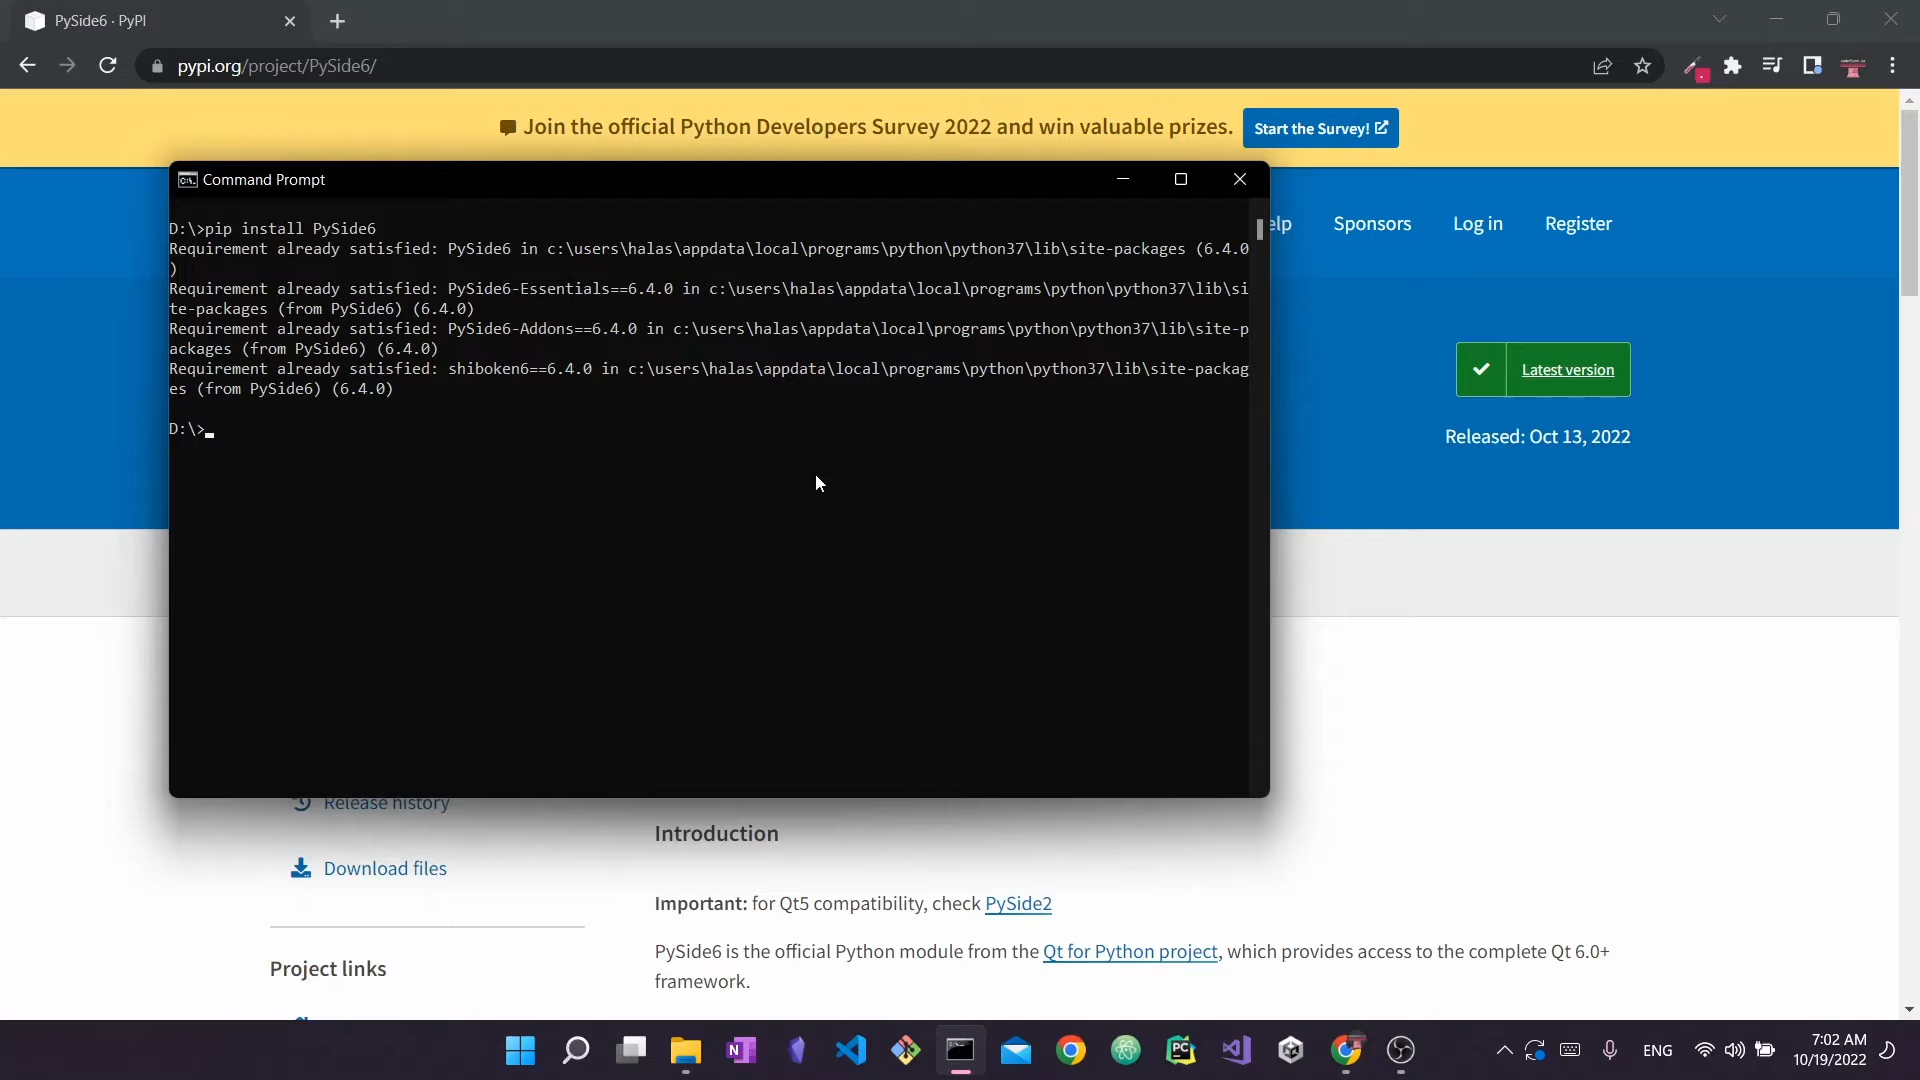 PySide6 · PyPI
pypi.org/project/PySide6/
Join the official Python Developers Survey 2022 and win valuable prizes.
Start the Survey!
Command Prompt
elp
Sponsors
Log in
Register
D:\>pip install PySide6
Requirement already satisfied: PySide6 in c:\users\halas\appdata\local\programs\python\python37\lib\site-packages (6.4.0
)
Requirement already satisfied: PySide6-Essentials==6.4.0 in c:\users\halas\appdata\local\programs\python\python37\lib\si
te-packages (from PySide6) (6.4.0)
Requirement already satisfied: PySide6-Addons==6.4.0 in c:\users\halas\appdata\local\programs\python\python37\lib\site-p
ackages (from PySide6) (6.4.0)
Requirement already satisfied: shiboken6==6.4.0 in c:\users\halas\appdata\local\programs\python\python37\lib\site-packag
es (from PySide6) (6.4.0)
D:\>
Latest version
Released: Oct 13, 2022
Release history
Download files
Project links
Introduction
Important: for Qt5 compatibility, check PySide2
PySide6 is the official Python module from the Qt for Python project, which provides access to the complete Qt 6.0+
framework.
ENG
7:02 AM
10/19/2022